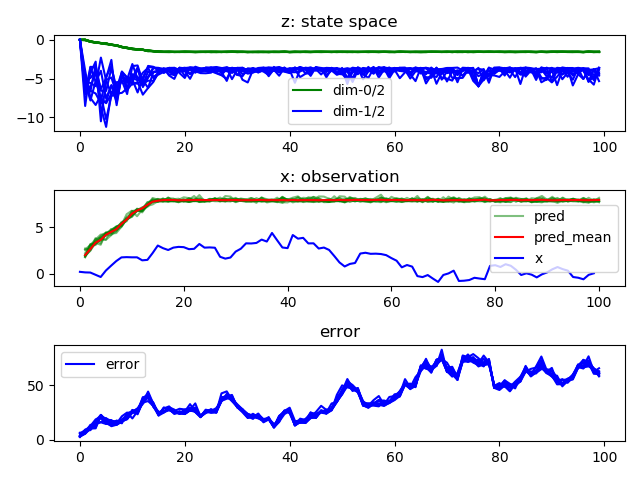 z: state space
0
−5
−10
dim-0/2
dim-1/2
0 20 40 60 80 100
x: observation
5
0
pred
pred_mean
x
0 20 40 60 80 100
error
50
0
error
0 20 40 60 80 100